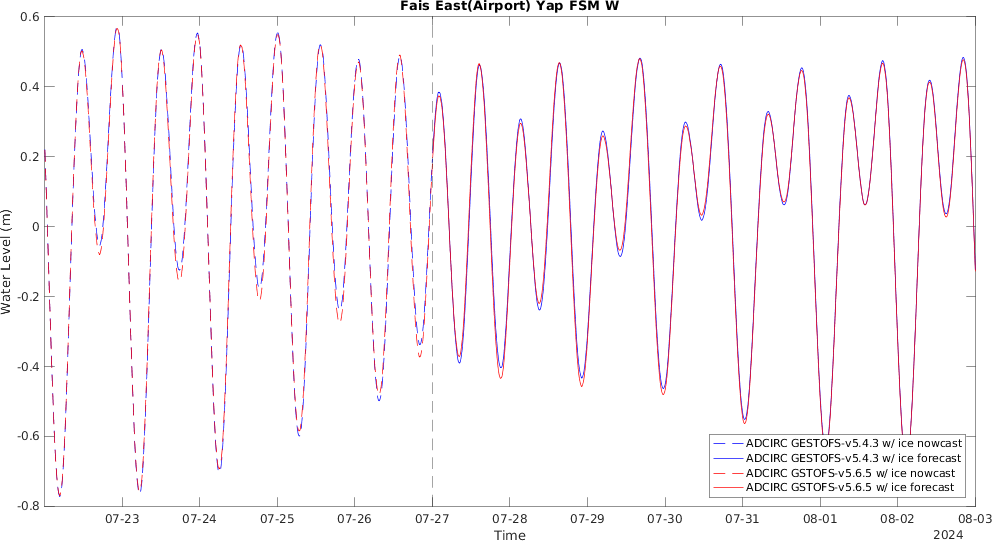 Fais East(Airport) Yap FSM W
0.6
0.4
0.2
0
-0.2
-0.4
-0.6
-0.8
Water Level (m)
ADCIRC GESTOFS-v5.4.3 w/ ice nowcast
ADCIRC GESTOFS-v5.4.3 w/ ice forecast
ADCIRC GSTOFS-v5.6.5 w/ ice nowcast
ADCIRC GSTOFS-v5.6.5 w/ ice forecast
07-23 07-24 07-25 07-26 07-27 07-28 07-29 07-30 07-31 08-01 08-02 08-03
Time
2024